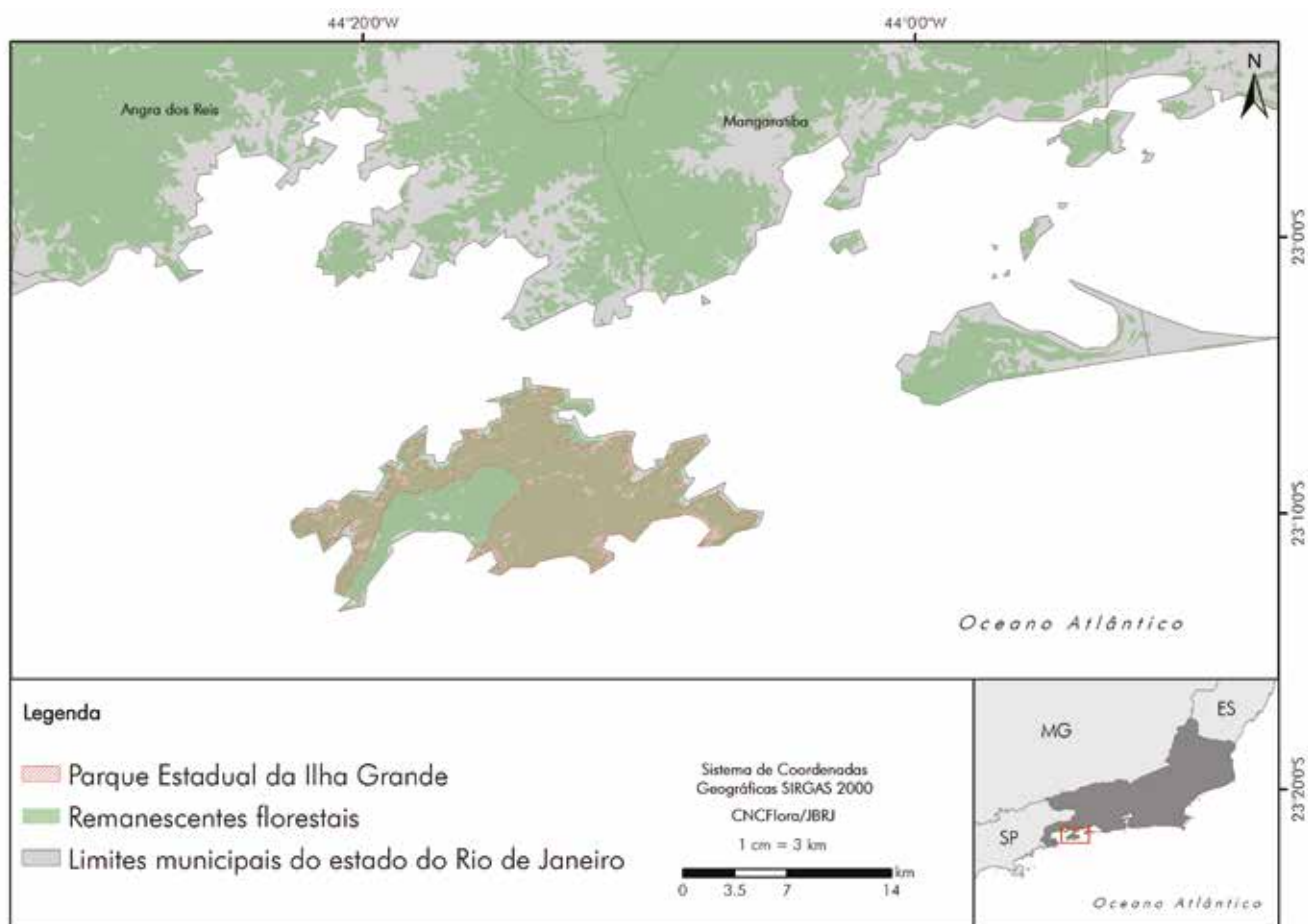 44°20'0"W
44°0'0"W
N
Angra dos Reis
Mangaratiba
23°0'0"S
23°10'0"S
Oceano Atlântico
Legenda
Parque Estadual da Ilha Grande
Remanescentes florestais
Limites municipais do estado do Rio de Janeiro
Sistema de Coordenadas
Geográficas SIRGAS 2000
CNCFlora/JBRJ
1 cm = 3 km
km
0 3.5 7 14
MG
ES
SP
23°20'0"S
Oceano Atlântico